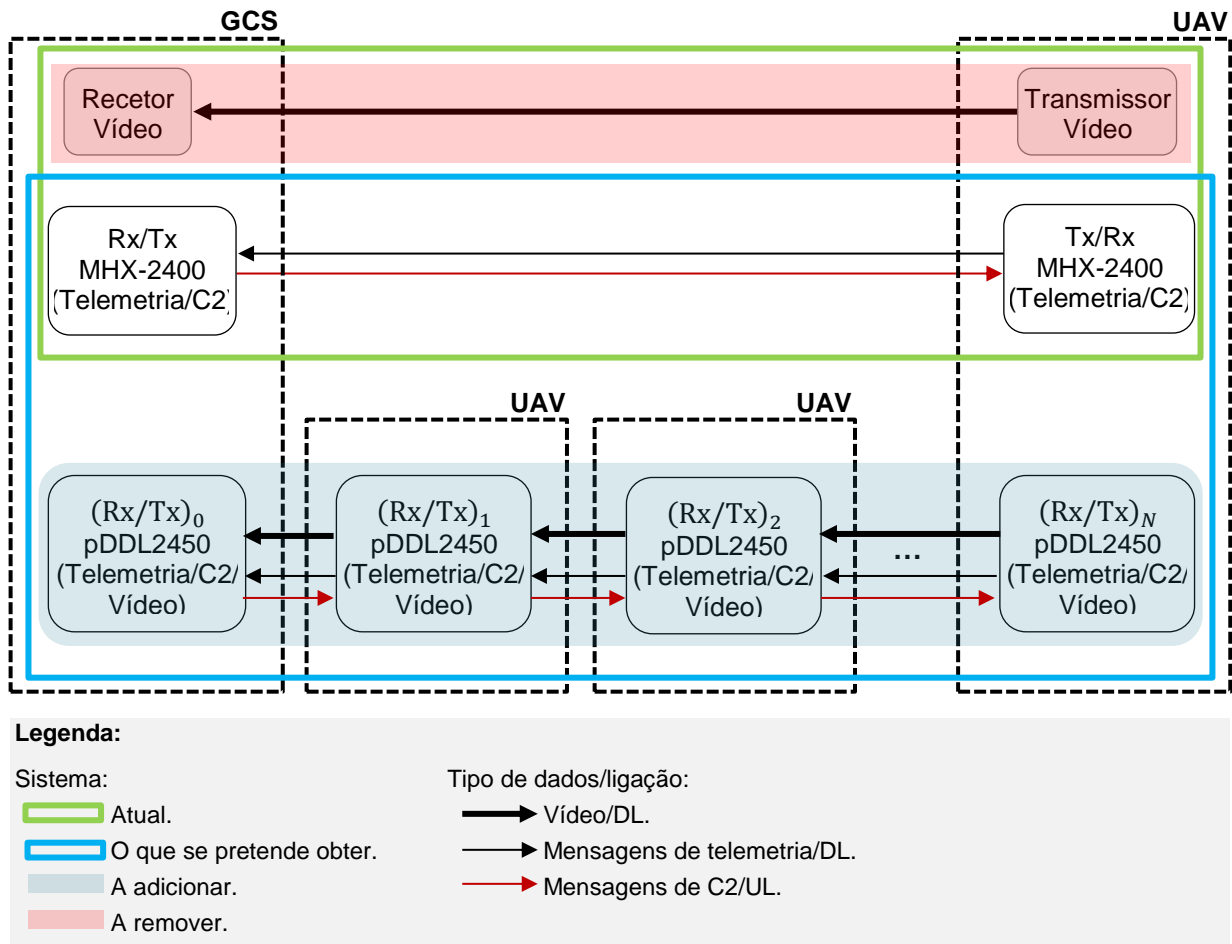 GCS
UAV
Recetor
Vídeo
Transmissor
Vídeo
Rx/Tx
MHX-2400
(Telemetria/C2)
Tx/Rx
MHX-2400
(Telemetria/C2)
UAV
UAV
(Rx/Tx)₀
pDDL2450
(Telemetria/C2/
Vídeo)
(Rx/Tx)₁
pDDL2450
(Telemetria/C2/
Vídeo)
(Rx/Tx)₂
pDDL2450
(Telemetria/C2/
Vídeo)
...
(Rx/Tx)_N
pDDL2450
(Telemetria/C2/
Vídeo)
Legenda:
Sistema:
Atual.
O que se pretende obter.
A adicionar.
A remover.
Tipo de dados/ligação:
Vídeo/DL.
Mensagens de telemetria/DL.
Mensagens de C2/UL.